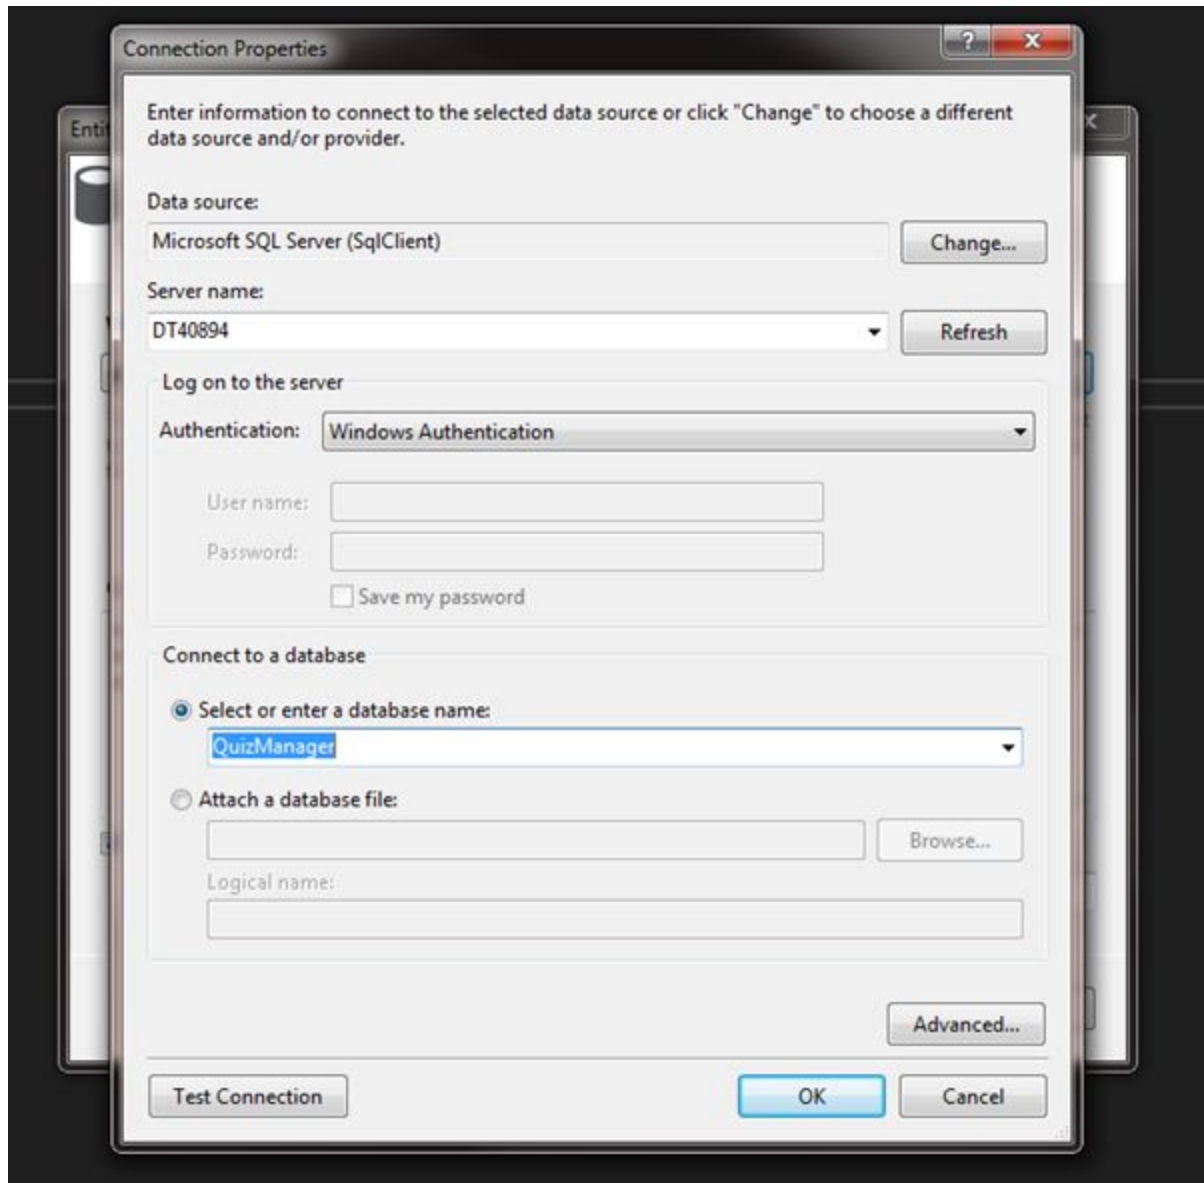 Connection Properties
?
Entit
Enter information to connect to the selected data source or click "Change" to choose a different
data source and/or provider.
Data source:
Microsoft SQL Server (SqlClient)
Change...
Server name:
DT40894
Refresh
Log on to the server
Authentication:
Windows Authentication
User name:
Password:
Save my password
Connect to a database
Select or enter a database name:
QuizManager
Attach a database file:
Browse...
Logical name:
Advanced...
Test Connection
OK
Cancel